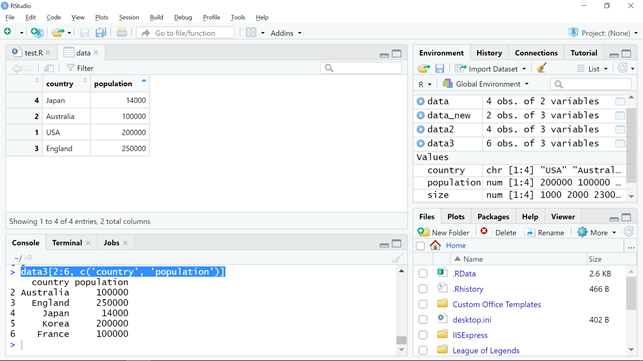 RStudio
File Edit Code View Plots Session Build Debug Profile Tools Help
Go to file/function
Addins
Project: (None)
test.R
data
Filter
country population
4 Japan 14000
2 Australia 100000
1 USA 200000
3 England 250000
Showing 1 to 4 of 4 entries, 2 total columns
Console Terminal Jobs
~/
> data3[2:6, c('country', 'population')]
country population
2 Australia 100000
3 England 250000
4 Japan 14000
5 Korea 200000
6 France 100000
>
Environment History Connections Tutorial
Import Dataset
List
R Global Environment
data 4 obs. of 2 variables
data_new 2 obs. of 3 variables
data2 4 obs. of 3 variables
data3 6 obs. of 3 variables
Values
country chr [1:4] "USA" "Austral…
population num [1:4] 200000 100000 …
size num [1:4] 1000 2000 2300…
Files Plots Packages Help Viewer
New Folder Delete Rename More
Home
Name Size
.RData 2.6 KB
.Rhistory 466 B
Custom Office Templates
desktop.ini 402 B
IISExpress
League of Legends